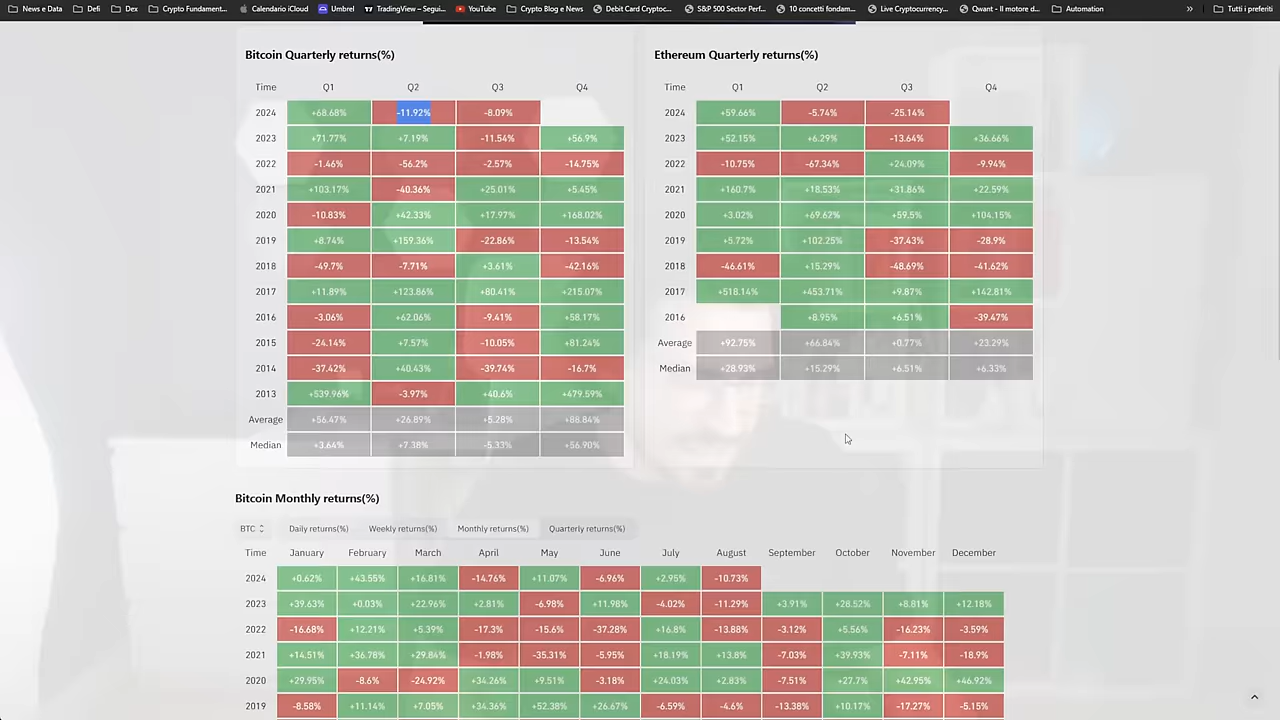 News e Data Defi Dex Crypto Fundament... Calendario iCloud Umbrel TradingView – Segui... YouTube Crypto Blog e News Debit Card Cryptoc... S&P 500 Sector Perf... 10 concetti fondam... Live Cryptocurrency... Qwant - Il motore d... Automation » Tutti i preferiti
Bitcoin Quarterly returns(%)
Time Q1 Q2 Q3 Q4
2024 +68.68% -11.92% -8.09%
2023 +71.77% +7.19% -11.54% +56.9%
2022 -1.46% -56.2% -2.57% -14.75%
2021 +103.17% -40.36% +25.01% +5.45%
2020 -10.83% +42.33% +17.97% +168.02%
2019 +8.74% +159.36% -22.86% -13.54%
2018 -49.7% -7.71% +3.61% -42.16%
2017 +11.89% +123.86% +80.41% +215.07%
2016 -3.06% +62.06% -9.41% +58.17%
2015 -24.14% +7.57% -10.05% +81.24%
2014 -37.42% +40.43% -39.74% -16.7%
2013 +539.96% -3.97% +40.6% +479.59%
Average +56.47% +26.89% +5.28% +88.84%
Median +3.64% +7.38% -5.33% +56.90%
Ethereum Quarterly returns(%)
Time Q1 Q2 Q3 Q4
2024 +59.66% -5.74% -25.14%
2023 +52.15% +6.29% -13.64% +36.66%
2022 -10.75% -67.34% +24.09% -9.94%
2021 +160.7% +18.53% +31.86% +22.59%
2020 +3.02% +69.62% +59.5% +104.15%
2019 +5.72% +102.25% -37.43% -28.9%
2018 -46.61% +15.29% -48.69% -41.62%
2017 +518.14% +453.71% +9.87% +142.81%
2016 +8.95% +6.51% -39.47%
Average +92.75% +66.84% +0.77% +23.29%
Median +28.93% +15.29% +6.51% +6.33%
Bitcoin Monthly returns(%)
BTC Daily returns(%) Weekly returns(%) Monthly returns(%) Quarterly returns(%)
Time January February March April May June July August September October November December
2024 +0.62% +43.55% +16.81% -14.76% +11.07% -6.96% +2.95% -10.73%
2023 +39.63% +0.03% +22.96% +2.81% -6.98% +11.98% -4.02% -11.29% +3.91% +28.52% +8.81% +12.18%
2022 -16.68% +12.21% +5.39% -17.3% -15.6% -37.28% +16.8% -13.88% -3.12% +5.56% -16.23% -3.59%
2021 +14.51% +36.78% +29.84% -1.98% -35.31% -5.95% +18.19% +13.8% -7.03% +39.93% -7.11% -18.9%
2020 +29.95% -8.6% -24.92% +34.26% +9.51% -3.18% +24.03% +2.83% -7.51% +27.7% +42.95% +46.92%
2019 -8.58% +11.14% +7.05% +34.36% +52.38% +26.67% -6.59% -4.6% -13.38% +10.17% -17.27% -5.15%